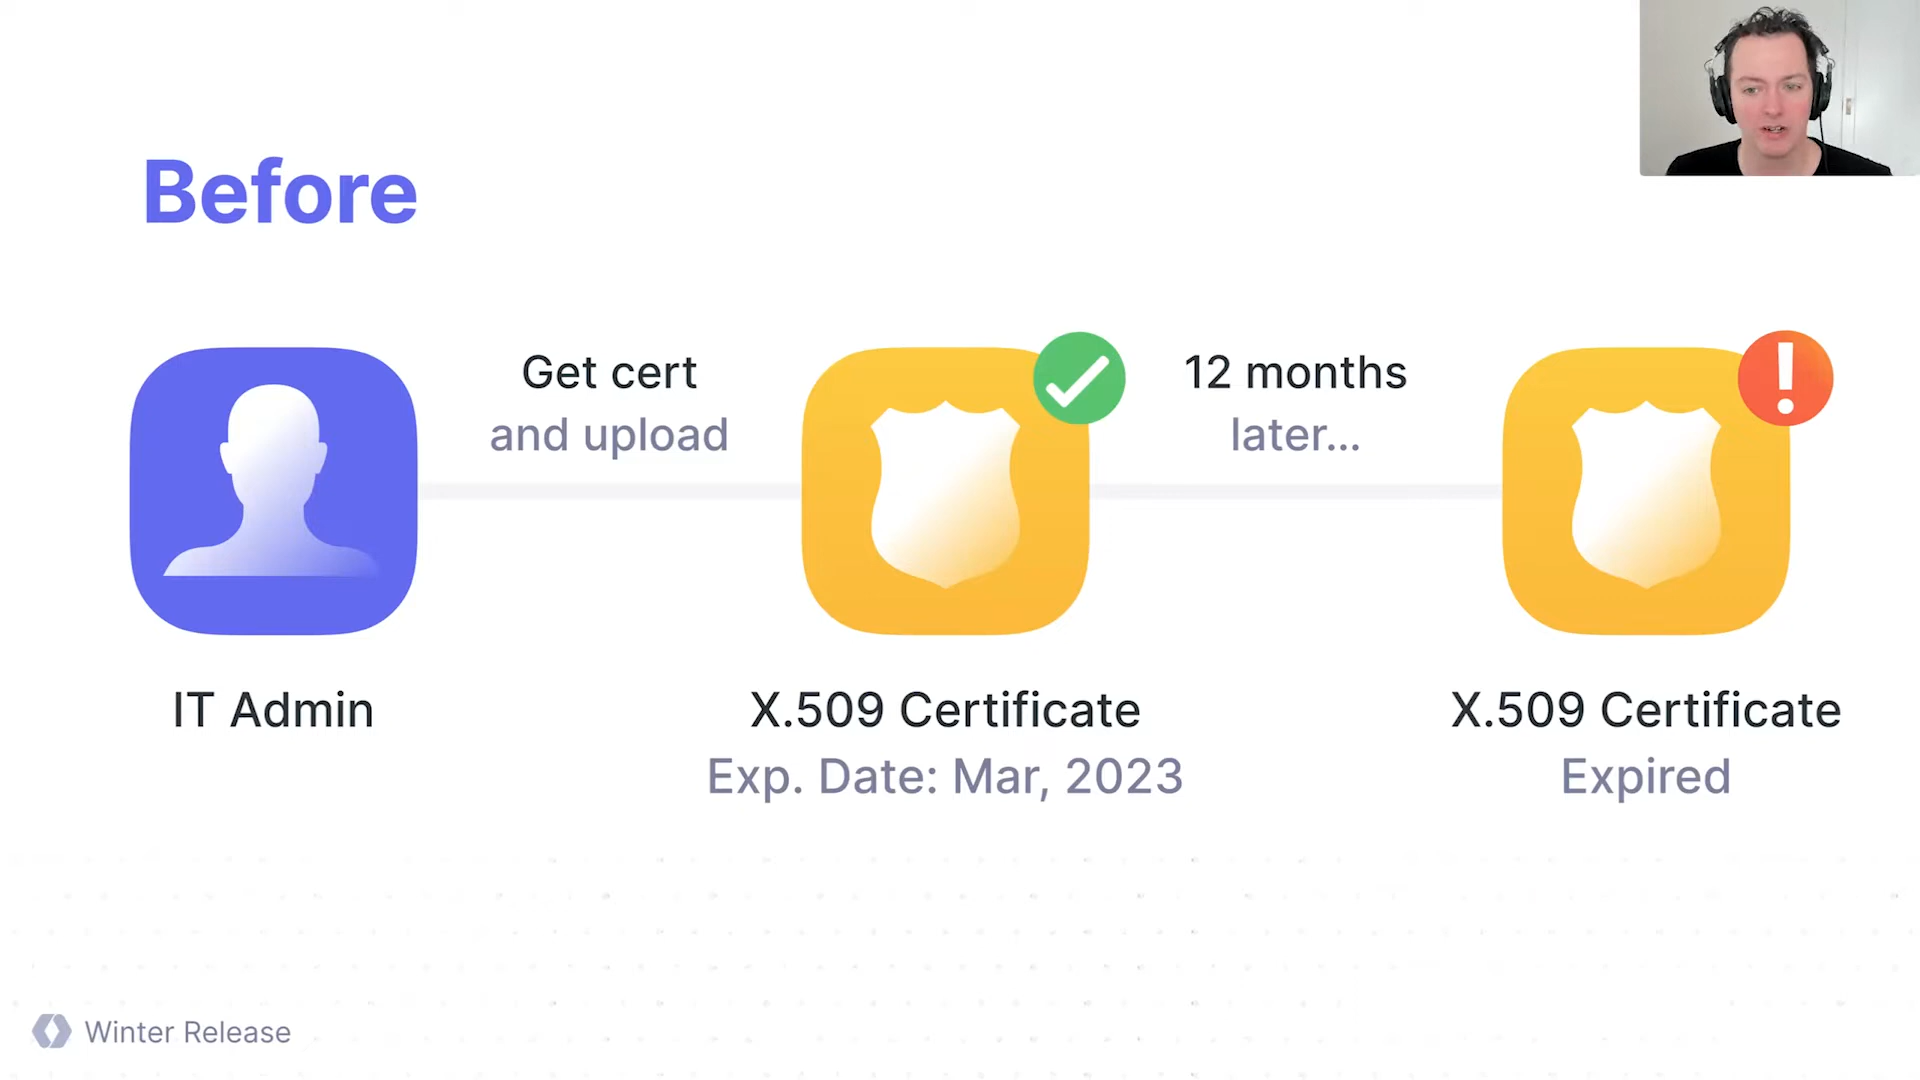 Before
Get cert
and upload
12 months
later...
IT Admin
X.509 Certificate
Exp. Date: Mar, 2023
X.509 Certificate
Expired
Winter Release